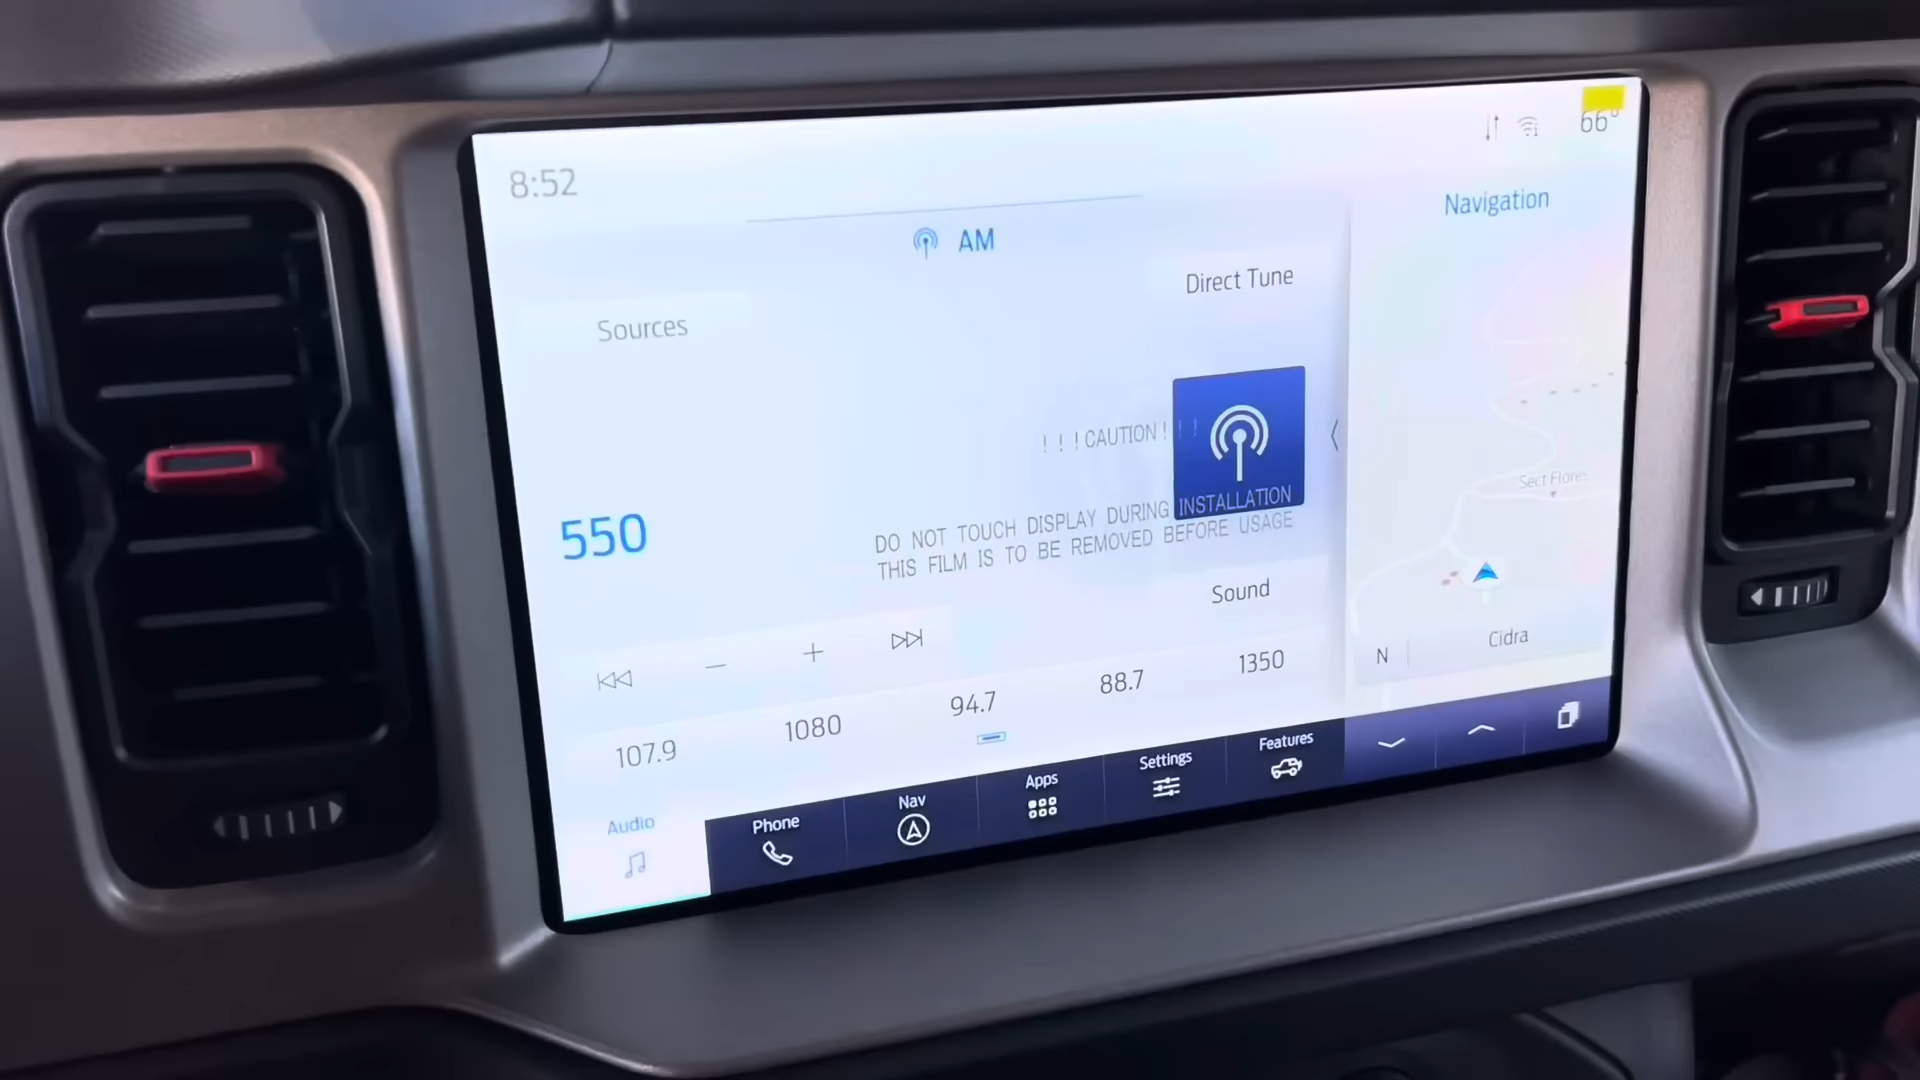 8:52
66°
Navigation
AM
Direct Tune
Sources
! ! ! CAUTION ! ! !
Sect Flores
550
DO NOT TOUCH DISPLAY DURING INSTALLATION
THIS FILM IS TO BE REMOVED BEFORE USAGE
Sound
N
Cidra
107.9
1080
94.7
88.7
1350
Audio
Phone
Nav
Apps
Settings
Features